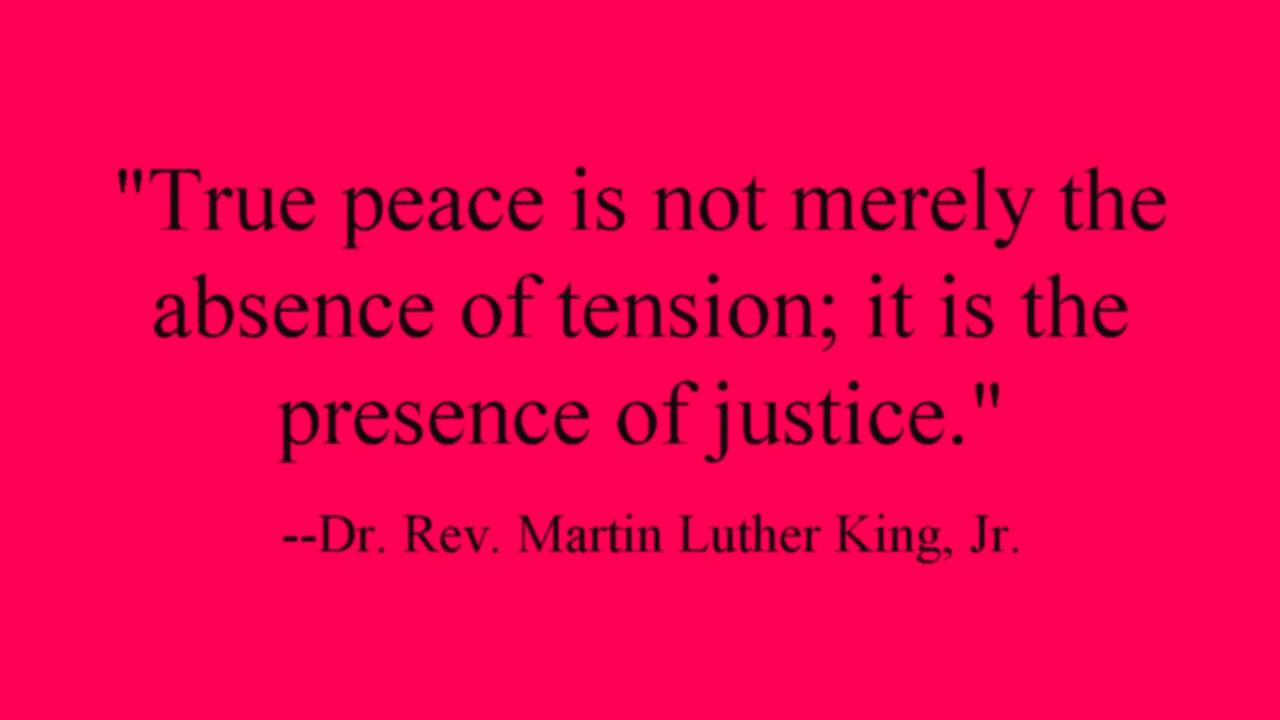 "True peace is not merely the
absence of tension; it is the
presence of justice."
--Dr. Rev. Martin Luther King, Jr.